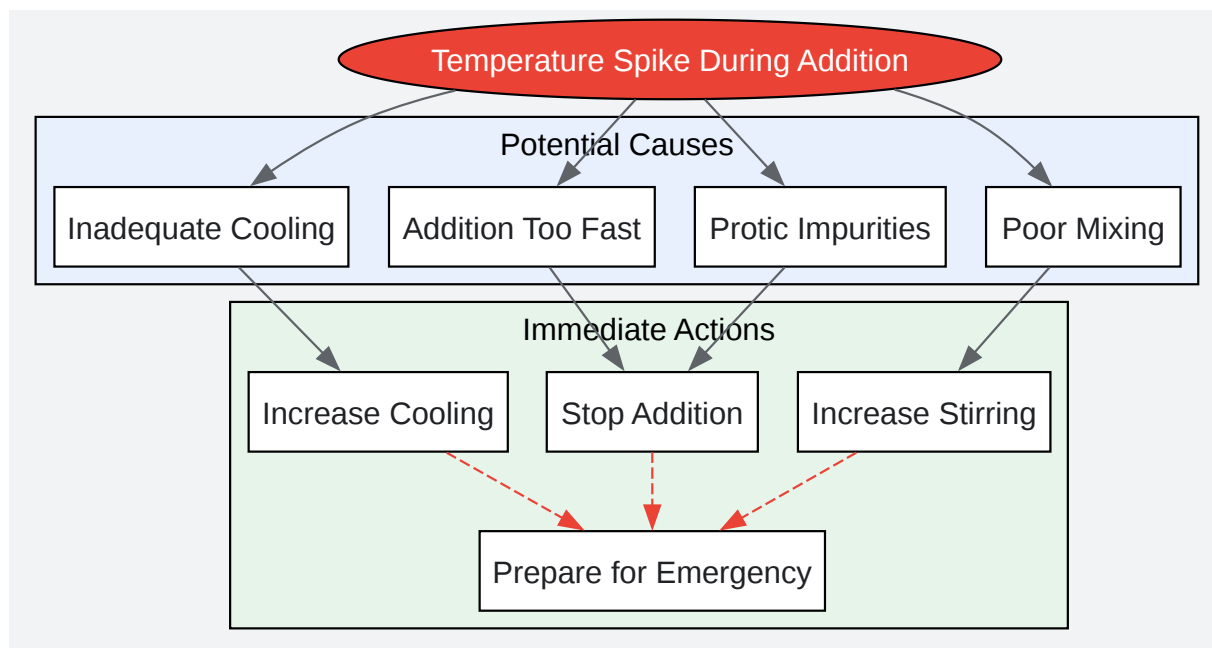 Temperature Spike During Addition
Potential Causes
Inadequate Cooling
Addition Too Fast
Protic Impurities
Poor Mixing
Immediate Actions
Increase Cooling
Stop Addition
Increase Stirring
Prepare for Emergency